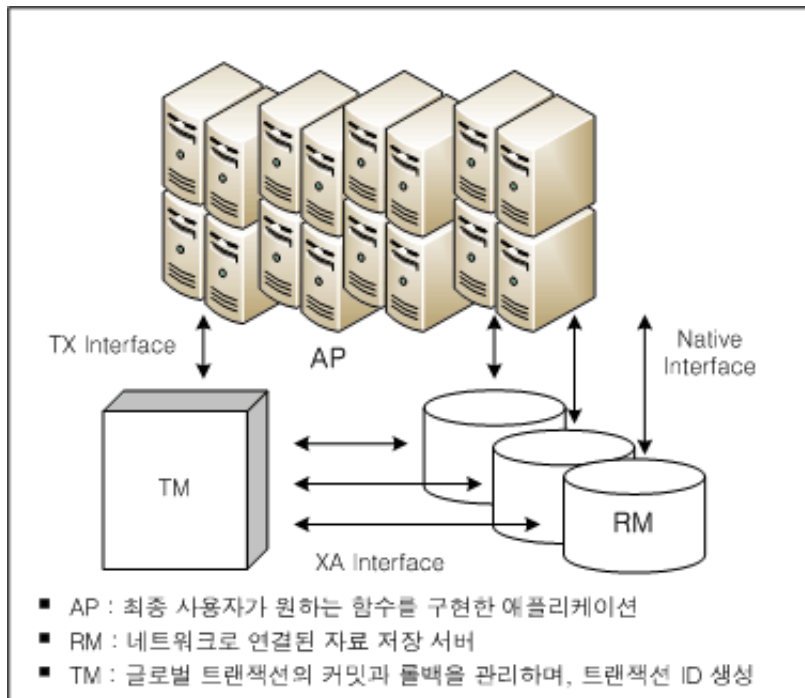 TX Interface
AP
Native
Interface
TM
RM
XA Interface
▪ AP : 최종 사용자가 원하는 함수를 구현한 애플리케이션
▪ RM : 네트워크로 연결된 자료 저장 서버
▪ TM : 글로벌 트랜잭션의 커밋과 롤백을 관리하며, 트랜잭션 ID 생성